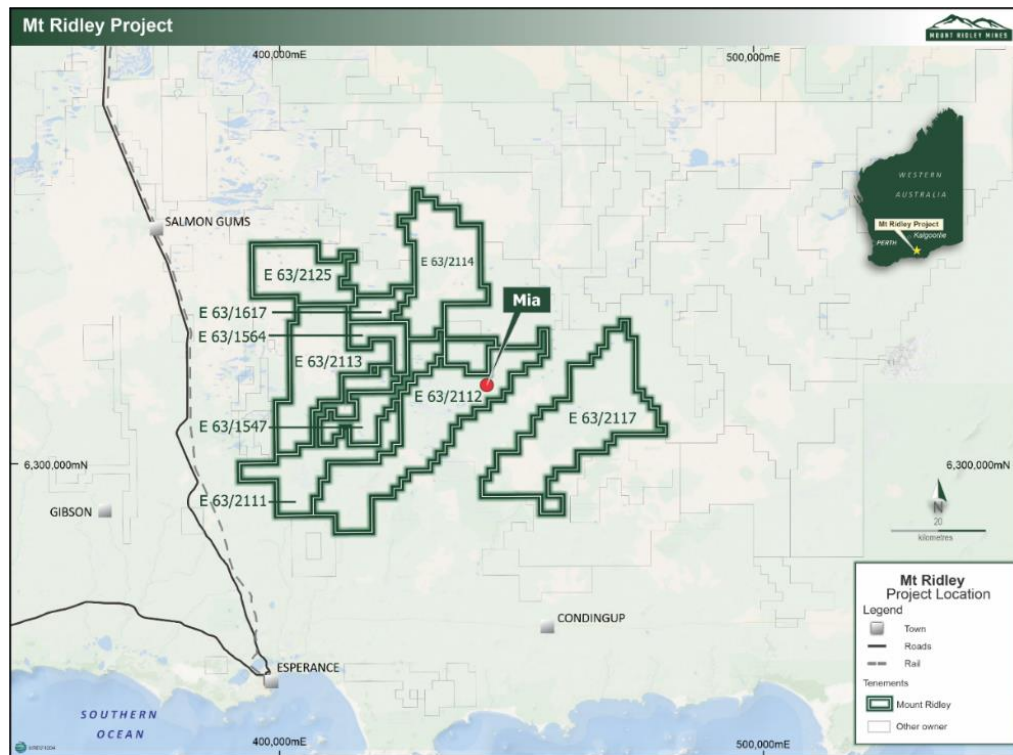 Mt Ridley Project
MOUNT RIDLEY MINES
400,000mE
500,000mE
WESTERN
AUSTRALIA
Mt Ridley Project
PERTH
Kalgoorlie
SALMON GUMS
E 63/2125
E 63/2114
E 63/1617
Mia
E 63/1564
E 63/2113
E 63/2112
E 63/2117
E 63/1547
6,300,000mN
6,300,000mN
E 63/2111
GIBSON
N
20
kilometres
CONDINGUP
ESPERANCE
SOUTHERN
OCEAN
400,000mE
500,000mE
Mt Ridley
Project Location
Legend
Town
Roads
Rail
Tenements
Mount Ridley
Other owner